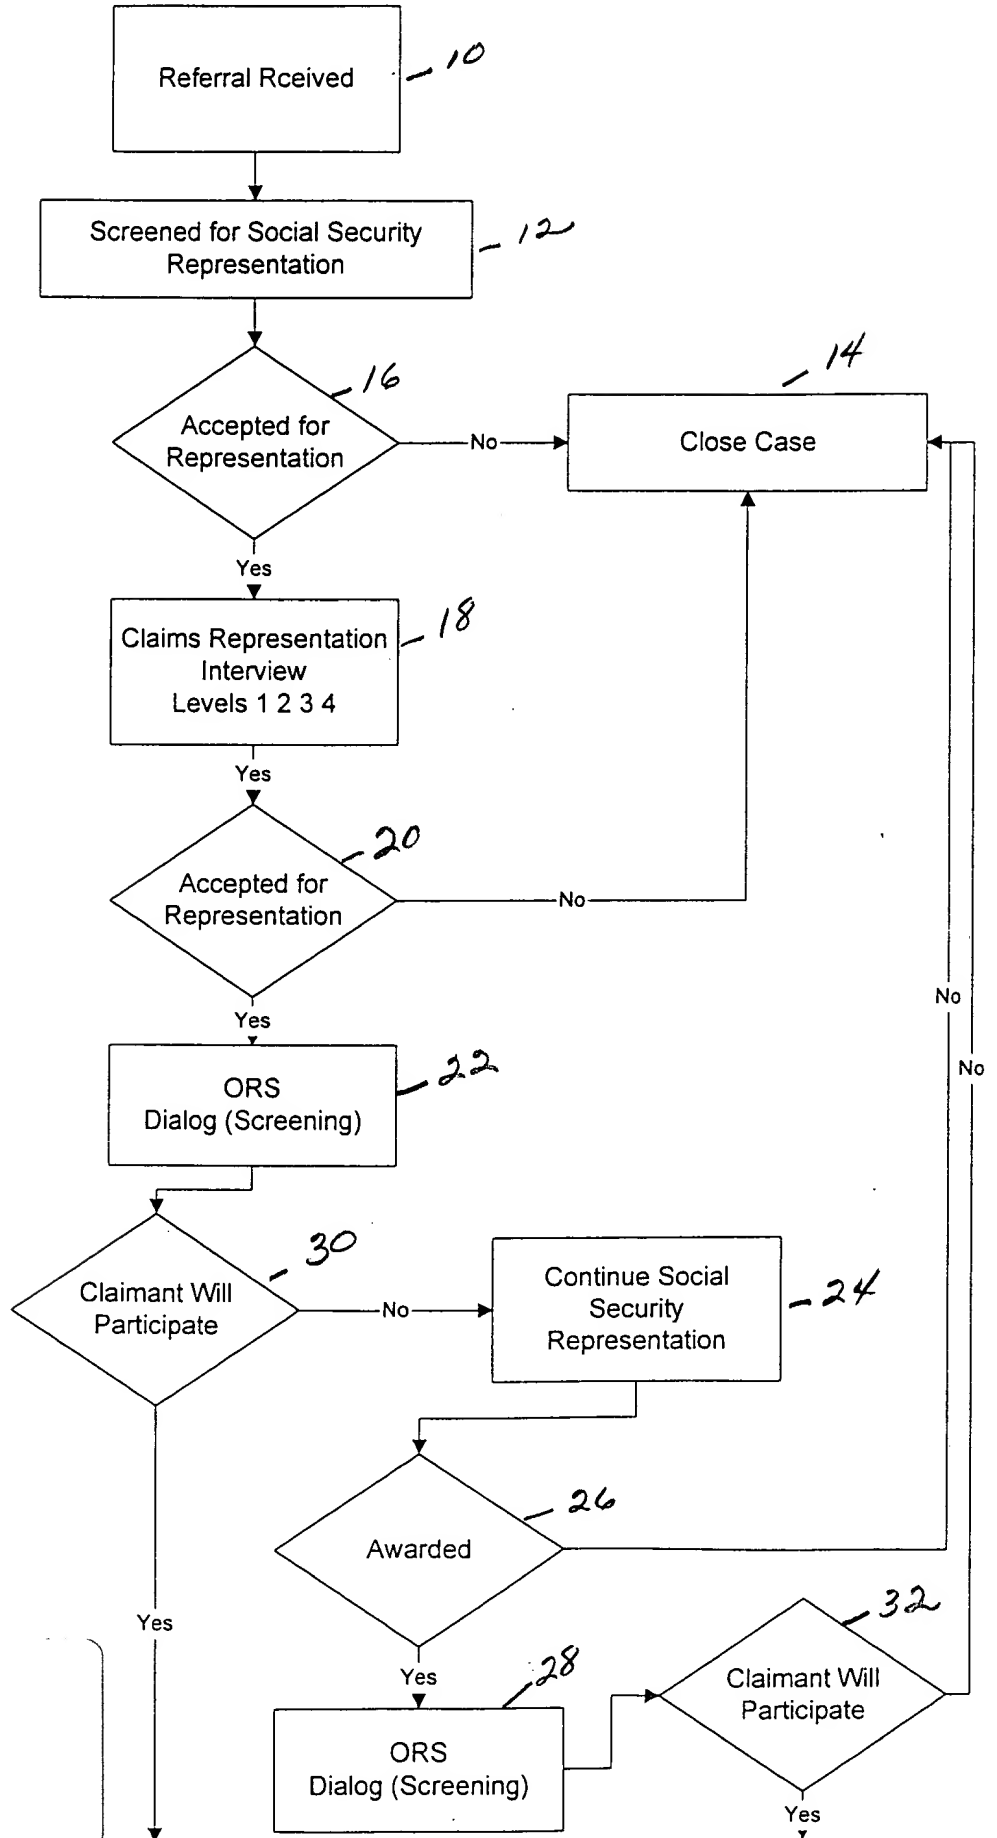 Referral Rceived
10
Screened for Social Security
Representation
12
Accepted for
Representation
16
No
Close Case
14
Yes
Claims Representation
Interview
Levels 1 2 3 4
18
Yes
Accepted for
Representation
20
No
Yes
No
ORS
Dialog (Screening)
22
No
Claimant Will
Participate
30
No
Continue Social
Security
Representation
24
Awarded
26
Yes
Yes
ORS
Dialog (Screening)
28
Claimant Will
Participate
32
Yes